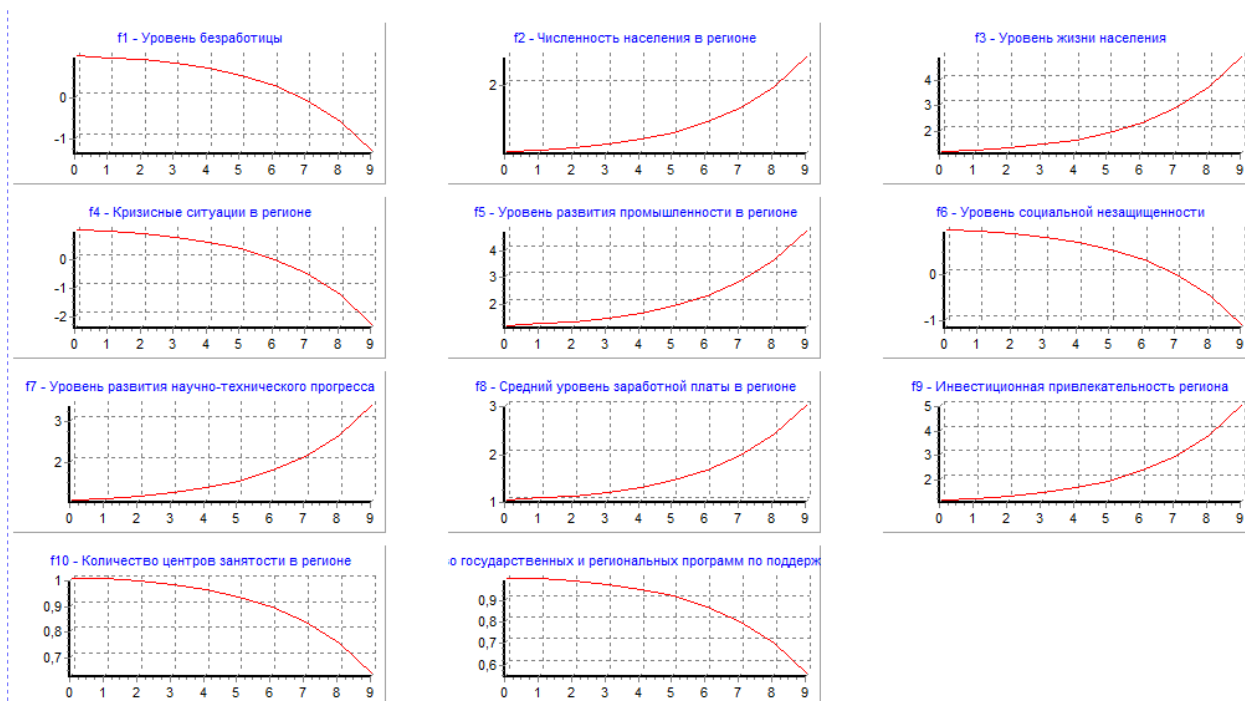 f1 - Уровень безработицы
0
-1
0 1 2 3 4 5 6 7 8 9
f2 - Численность населения в регионе
2
0 1 2 3 4 5 6 7 8 9
f3 - Уровень жизни населения
4
3
2
0 1 2 3 4 5 6 7 8 9
f4 - Кризисные ситуации в регионе
0
-1
-2
0 1 2 3 4 5 6 7 8 9
f5 - Уровень развития промышленности в регионе
4
3
2
0 1 2 3 4 5 6 7 8 9
f6 - Уровень социальной незащищенности
0
-1
0 1 2 3 4 5 6 7 8 9
f7 - Уровень развития научно-технического прогресса
3
2
0 1 2 3 4 5 6 7 8 9
f8 - Средний уровень заработной платы в регионе
3
2
1
0 1 2 3 4 5 6 7 8 9
f9 - Инвестиционная привлекательность региона
5
4
3
2
0 1 2 3 4 5 6 7 8 9
f10 - Количество центров занятости в регионе
1
0,9
0,8
0,7
0 1 2 3 4 5 6 7 8 9
о государственных и региональных программ по поддерж
0,9
0,8
0,7
0,6
0 1 2 3 4 5 6 7 8 9